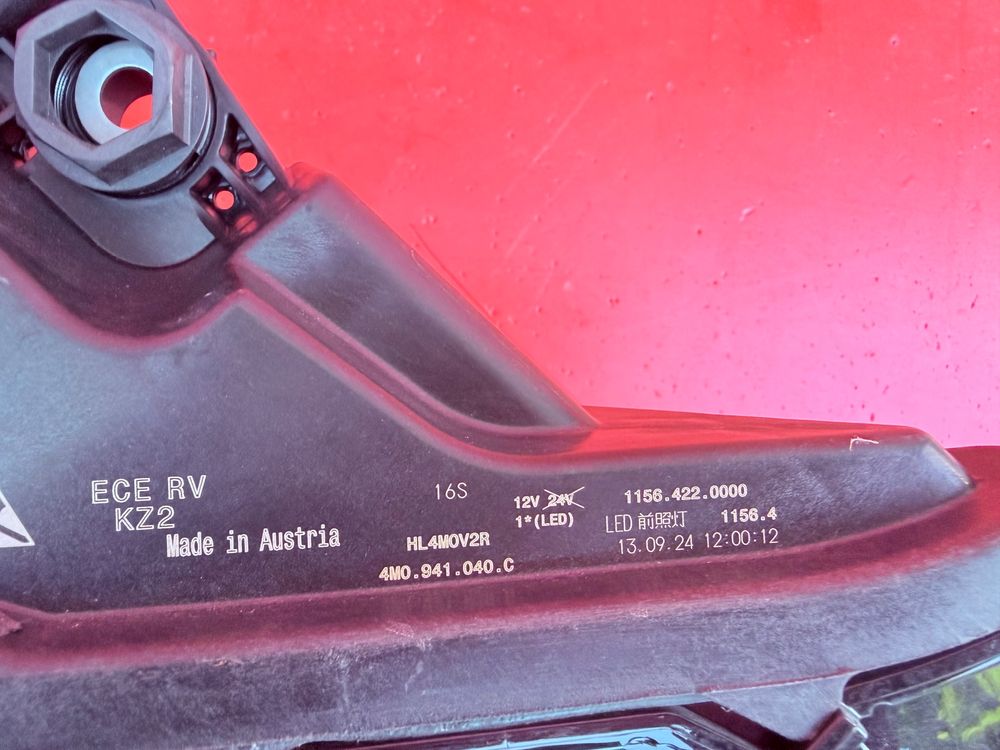 ECE RV
KZ2
Made in Austria
16S
HL4M0V2R
4M0.941.040.C
12V 24V
1*(LED)
1156.422.0000
LED 前照灯 1156.4
13.09.24 12:00:12